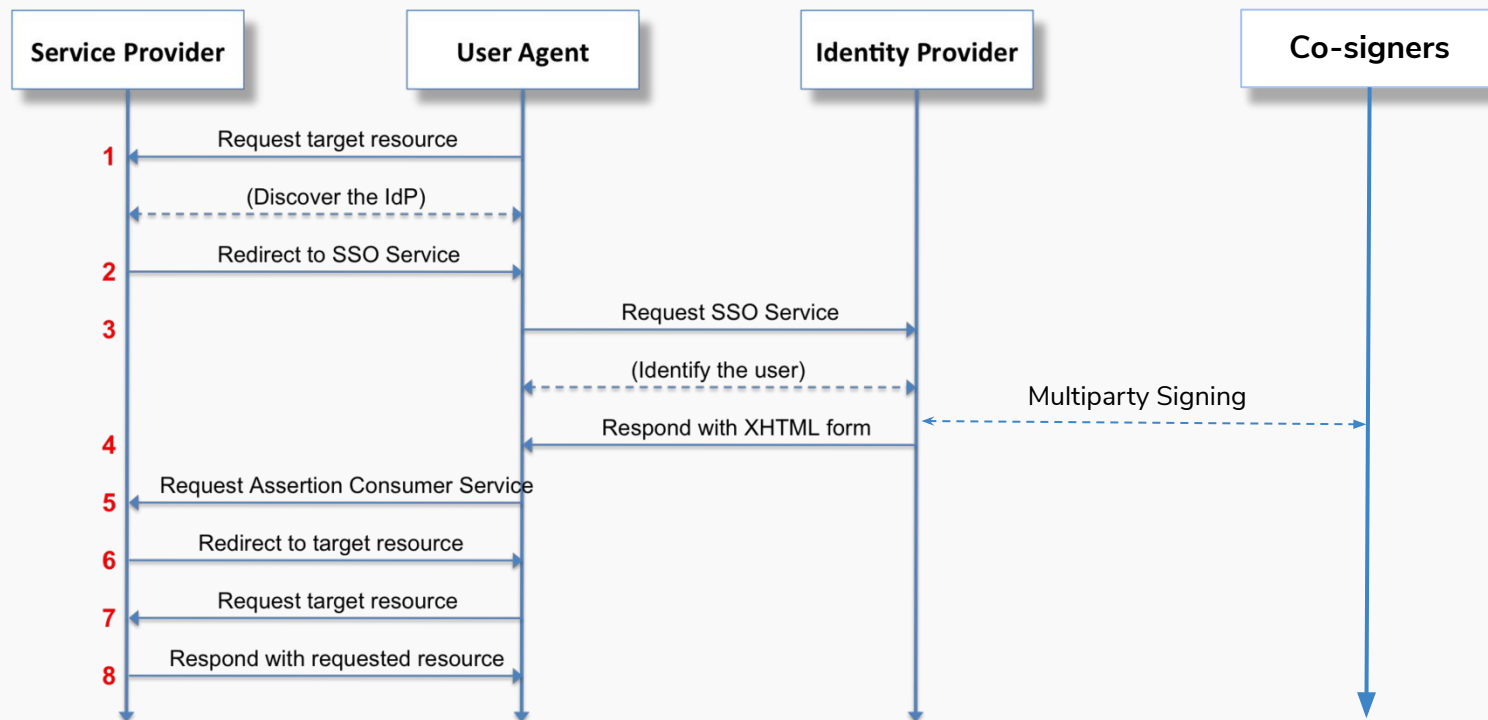 Service Provider
User Agent
Identity Provider
Co-signers
1
Request target resource
(Discover the IdP)
2
Redirect to SSO Service
3
Request SSO Service
(Identify the user)
Multiparty Signing
4
Respond with XHTML form
5
Request Assertion Consumer Service
6
Redirect to target resource
7
Request target resource
8
Respond with requested resource